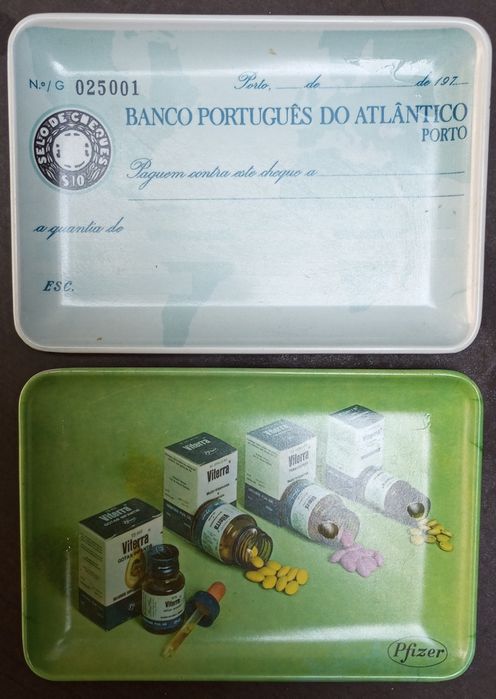 N.º/G 025001
Porto, de de 197
BANCO PORTUGUÊS DO ATLÂNTICO
PORTO
SELO DE CHEQUES
$10
Paguem contra este cheque a
a quantia de
ESC.
Viterra
Viterra
Viterra
Viterra
GOTAS
Viterra
Pfizer